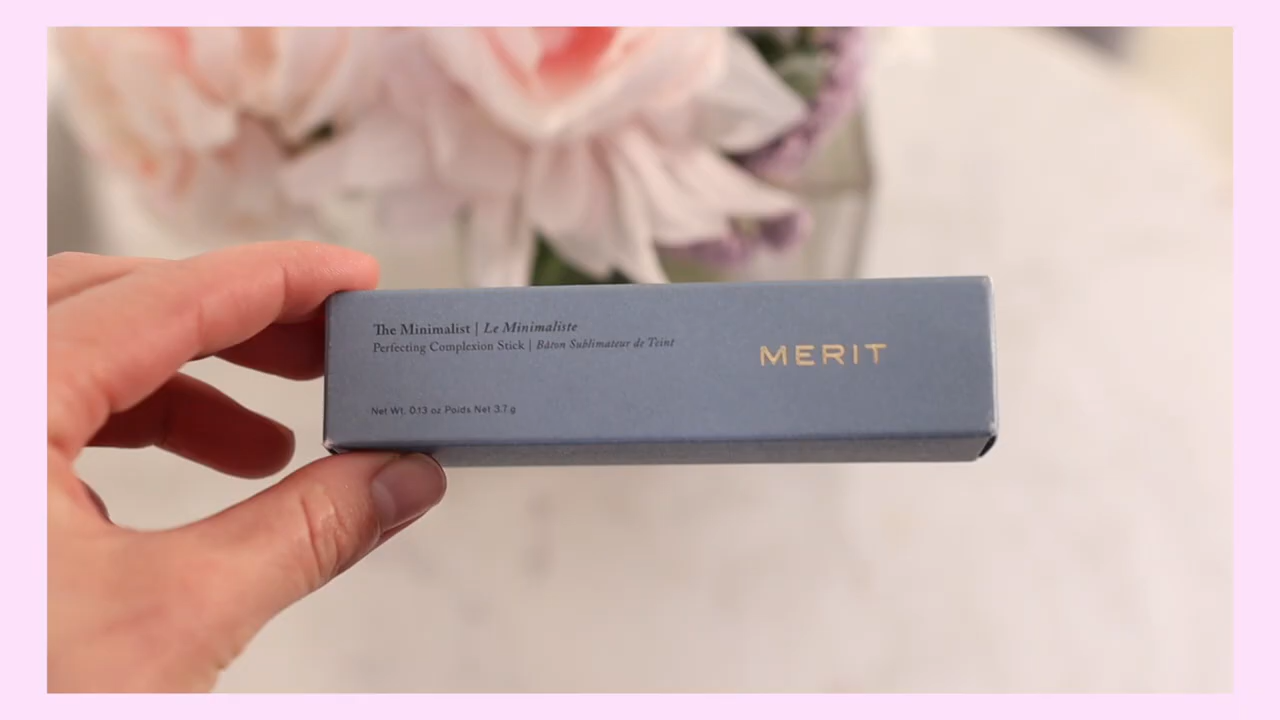 The Minimalist | Le Minimaliste
Perfecting Complexion Stick | Bâton Sublimateur de Teint
MERIT
Net Wt. 0.13 oz Poids Net 3.7 g